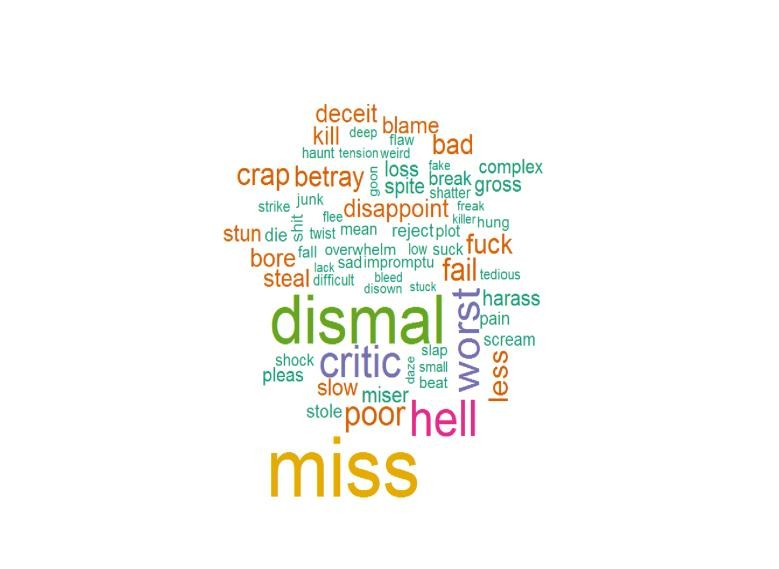 deceit
kill deep blame
flaw bad
haunt tension weird
crap betray goon loss fake complex
spite break gross
shatter
strike junk disappoint freak
flee killer hung
stun die shit twist mean reject plot
bore fall overwhelm low suck fuck
lack sad impromptu fail
steal difficult bleed tedious
disown stuck
dismal worst harass
pain
critic slap scream
shock daze small less
pleas beat
slow miser
stole poor hell
miss